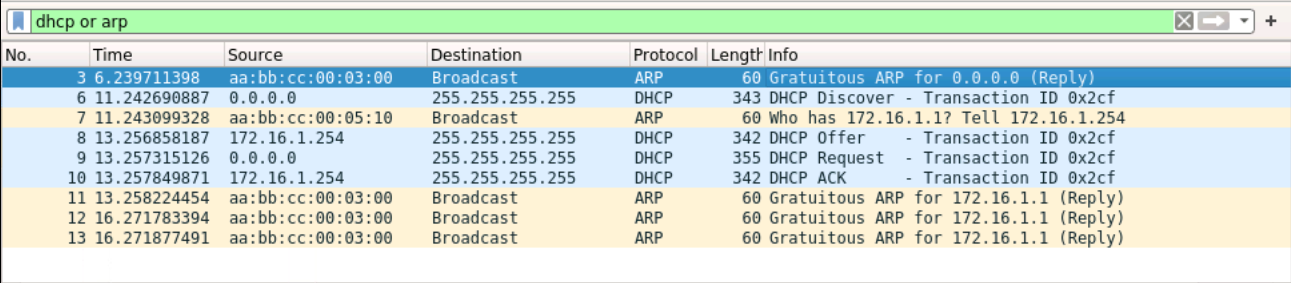 dhcp or arp
No. Time Source Destination Protocol Length Info
3 6.239711398 aa:bb:cc:00:03:00 Broadcast ARP 60 Gratuitous ARP for 0.0.0.0 (Reply)
6 11.242690887 0.0.0.0 255.255.255.255 DHCP 343 DHCP Discover - Transaction ID 0x2cf
7 11.243099328 aa:bb:cc:00:05:10 Broadcast ARP 60 Who has 172.16.1.1? Tell 172.16.1.254
8 13.256858187 172.16.1.254 255.255.255.255 DHCP 342 DHCP Offer - Transaction ID 0x2cf
9 13.257315126 0.0.0.0 255.255.255.255 DHCP 355 DHCP Request - Transaction ID 0x2cf
10 13.257849871 172.16.1.254 255.255.255.255 DHCP 342 DHCP ACK - Transaction ID 0x2cf
11 13.258224454 aa:bb:cc:00:03:00 Broadcast ARP 60 Gratuitous ARP for 172.16.1.1 (Reply)
12 16.271783394 aa:bb:cc:00:03:00 Broadcast ARP 60 Gratuitous ARP for 172.16.1.1 (Reply)
13 16.271877491 aa:bb:cc:00:03:00 Broadcast ARP 60 Gratuitous ARP for 172.16.1.1 (Reply)